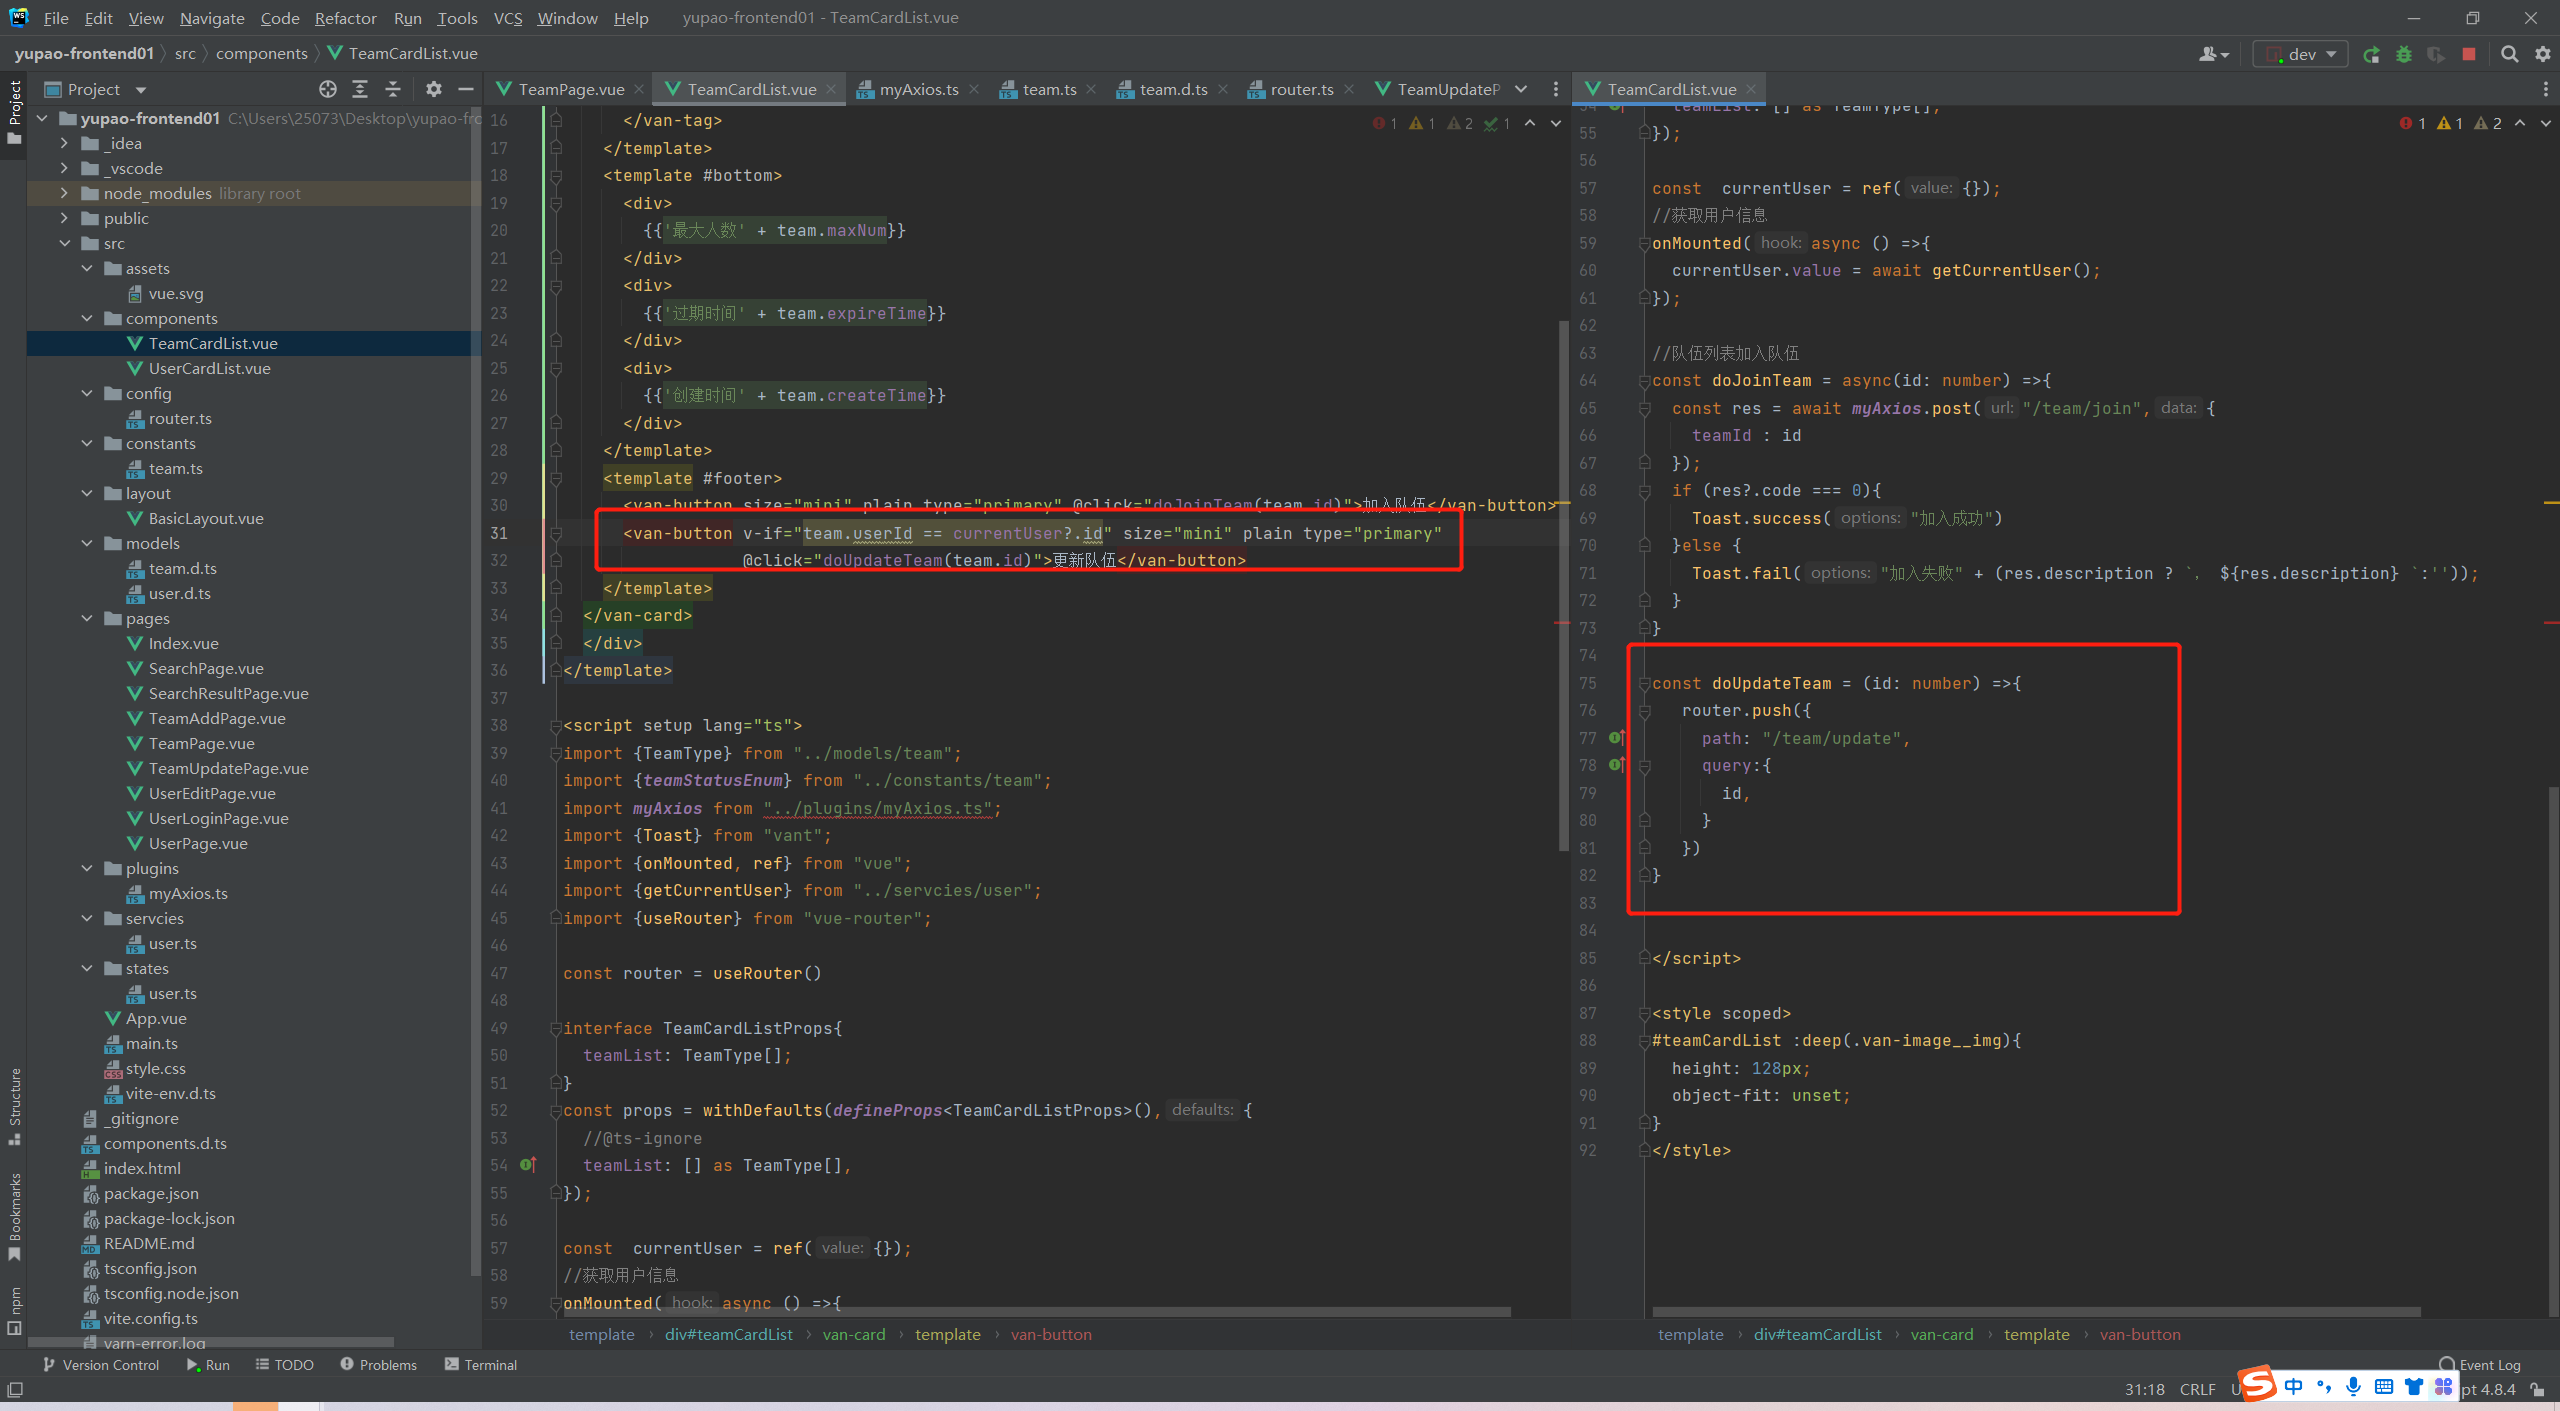 File Edit View Navigate Code Refactor Run Tools VCS Window Help yupao-frontend01 - TeamCardList.vue
yupao-frontend01 src components TeamCardList.vue
dev
Project
TeamPage.vue TeamCardList.vue myAxios.ts team.ts team.d.ts router.ts TeamUpdateP
TeamCardList.vue
Project
Structure
Bookmarks
npm
yupao-frontend01 C:\Users\25073\Desktop\yupao-frc
_idea
_vscode
node_modules library root
public
src
assets
vue.svg
components
TeamCardList.vue
UserCardList.vue
config
router.ts
constants
team.ts
layout
BasicLayout.vue
models
team.d.ts
user.d.ts
pages
Index.vue
SearchPage.vue
SearchResultPage.vue
TeamAddPage.vue
TeamPage.vue
TeamUpdatePage.vue
UserEditPage.vue
UserLoginPage.vue
UserPage.vue
plugins
myAxios.ts
servcies
user.ts
states
user.ts
App.vue
main.ts
style.css
vite-env.d.ts
_gitignore
components.d.ts
index.html
package.json
package-lock.json
README.md
tsconfig.json
tsconfig.node.json
vite.config.ts
yarn-error.log
1 1 2 1
16 </van-tag>
17 </template>
18 <template #bottom>
19 <div>
20 {{'最大人数' + team.maxNum}}
21 </div>
22 <div>
23 {{'过期时间' + team.expireTime}}
24 </div>
25 <div>
26 {{'创建时间' + team.createTime}}
27 </div>
28 </template>
29 <template #footer>
30 <van-button size="mini" plain type="primary" @click="doJoinTeam(team.id)">加入队伍</van-button>
31 <van-button v-if="team.userId == currentUser?.id" size="mini" plain type="primary"
32 @click="doUpdateTeam(team.id)">更新队伍</van-button>
33 </template>
34 </van-card>
35 </div>
36 </template>
37
38 <script setup lang="ts">
39 import {TeamType} from "../models/team";
40 import {teamStatusEnum} from "../constants/team";
41 import myAxios from "../plugins/myAxios.ts";
42 import {Toast} from "vant";
43 import {onMounted, ref} from "vue";
44 import {getCurrentUser} from "../servcies/user";
45 import {useRouter} from "vue-router";
46
47 const router = useRouter()
48
49 interface TeamCardListProps{
50 teamList: TeamType[];
51 }
52 const props = withDefaults(defineProps<TeamCardListProps>(), defaults: {
53 //@ts-ignore
54 teamList: [] as TeamType[],
55 });
56
57 const currentUser = ref( value: {});
58 //获取用户信息
59 onMounted( hook: async () =>{
template div#teamCardList van-card template van-button
1 1 2
54 teamList: [] as TeamType[],
55 });
56
57 const currentUser = ref( value: {});
58 //获取用户信息
59 onMounted( hook: async () =>{
60 currentUser.value = await getCurrentUser();
61 });
62
63 //队伍列表加入队伍
64 const doJoinTeam = async(id: number) =>{
65 const res = await myAxios.post( url: "/team/join", data: {
66 teamId : id
67 });
68 if (res?.code === 0){
69 Toast.success( options: "加入成功")
70 }else {
71 Toast.fail( options: "加入失败" + (res.description ? `， ${res.description} `:''));
72 }
73 }
74
75 const doUpdateTeam = (id: number) =>{
76 router.push({
77 path: "/team/update",
78 query:{
79 id,
80 }
81 })
82 }
83
84
85 </script>
86
87 <style scoped>
88 #teamCardList :deep(.van-image__img){
89 height: 128px;
90 object-fit: unset;
91 }
92 </style>
template div#teamCardList van-card template van-button
Version Control Run TODO Problems Terminal Event Log
31:18 CRLF U 中 pt 4.8.4